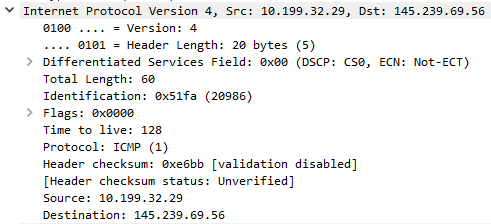 Internet Protocol Version 4, Src: 10.199.32.29, Dst: 145.239.69.56
0100 .... = Version: 4
.... 0101 = Header Length: 20 bytes (5)
Differentiated Services Field: 0x00 (DSCP: CS0, ECN: Not-ECT)
Total Length: 60
Identification: 0x51fa (20986)
Flags: 0x0000
Time to live: 128
Protocol: ICMP (1)
Header checksum: 0xe6bb [validation disabled]
[Header checksum status: Unverified]
Source: 10.199.32.29
Destination: 145.239.69.56